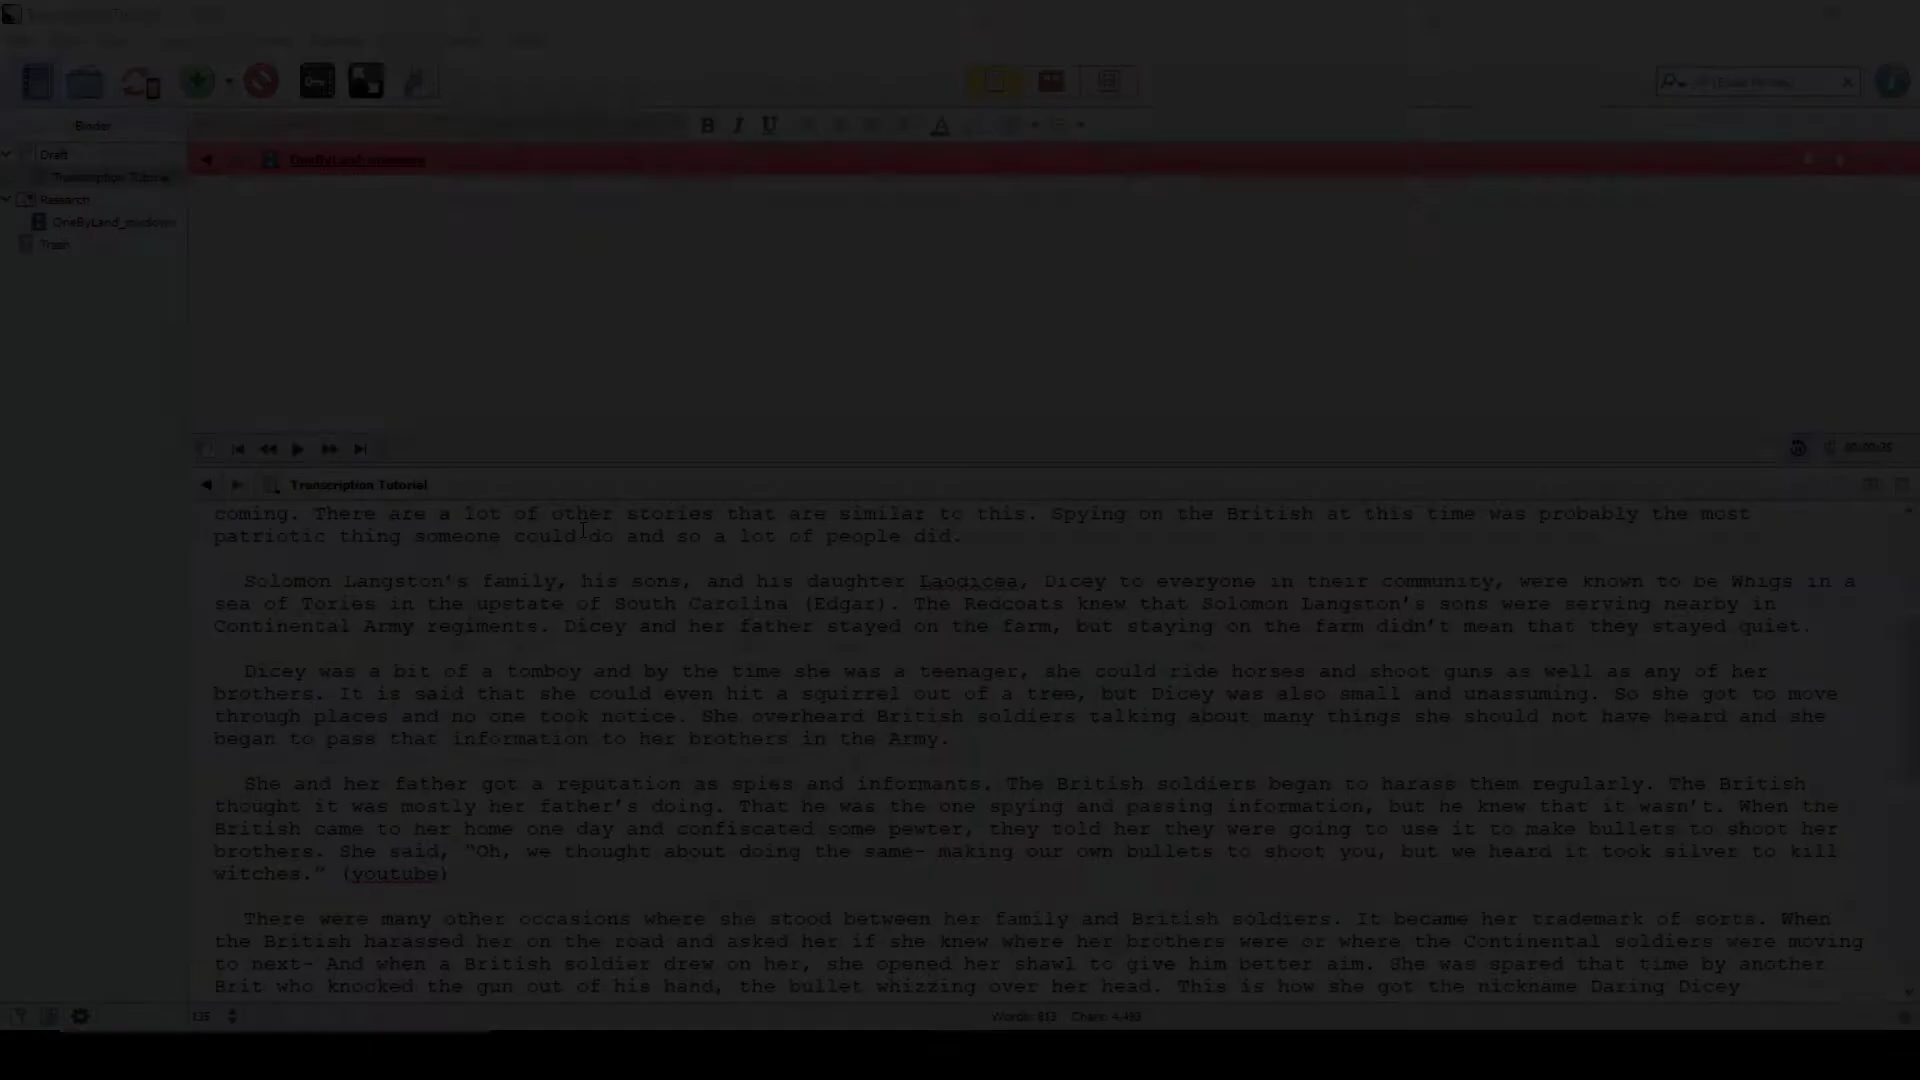 Binder
Draft
Transcription Tutorial
OneByLand_mixdown
Research
OneByLand_mixdown
Trash
B I U A
00:00:35
Transcription Tutorial
coming. There are a lot of other stories that are similar to this. Spying on the British at this time was probably the most
patriotic thing someone could do and so a lot of people did.
Solomon Langston's family, his sons, and his daughter Laodicea, Dicey to everyone in their community, were known to be Whigs in a
sea of Tories in the upstate of South Carolina (Edgar). The Redcoats knew that Solomon Langston's sons were serving nearby in
Continental Army regiments. Dicey and her father stayed on the farm, but staying on the farm didn't mean that they stayed quiet.
Dicey was a bit of a tomboy and by the time she was a teenager, she could ride horses and shoot guns as well as any of her
brothers. It is said that she could even hit a squirrel out of a tree, but Dicey was also small and unassuming. So she got to move
through places and no one took notice. She overheard British soldiers talking about many things she should not have heard and she
began to pass that information to her brothers in the Army.
She and her father got a reputation as spies and informants. The British soldiers began to harass them regularly. The British
thought it was mostly her father's doing. That he was the one spying and passing information, but he knew that it wasn't. When the
British came to her home one day and confiscated some pewter, they told her they were going to use it to make bullets to shoot her
brothers. She said, "Oh, we thought about doing the same- making our own bullets to shoot you, but we heard it took silver to kill
witches." (youtube)
There were many other occasions where she stood between her family and British soldiers. It became her trademark of sorts. When
the British harassed her on the road and asked her if she knew where her brothers were or where the Continental soldiers were moving
to next- And when a British soldier drew on her, she opened her shawl to give him better aim. She was spared that time by another
Brit who knocked the gun out of his hand, the bullet whizzing over her head. This is how she got the nickname Daring Dicey
135
Words: 813 Chars: 4,493